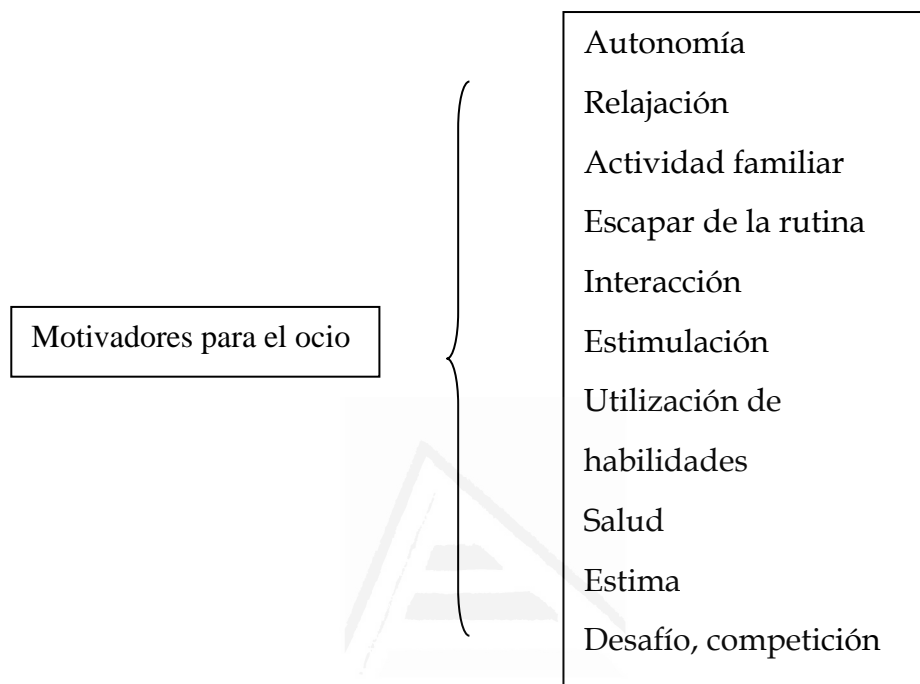 Autonomía
Relajación
Actividad familiar
Escapar de la rutina
Interacción
Motivadores para el ocio
Estimulación
Utilización de
habilidades
Salud
Estima
Desafío, competición